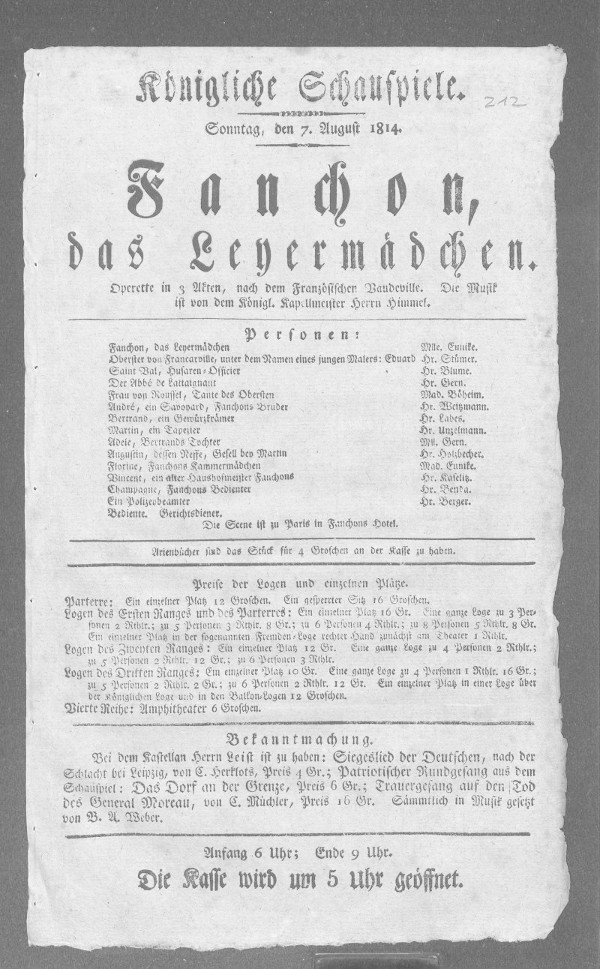 Königliche Schauspiele.
212
Sonntag, den 7. August 1814.
Fanchon,
das Leyermädchen.
Operette in 3 Akten, nach dem Französischen Vaudeville. Die Musik
ist von dem Königl. Kapellmeister Herrn Himmel.
Personen:
Fanchon, das Leyermädchen Mlle. Eunike.
Oberster von Francarville, unter dem Namen eines jungen Malers: Eduard Hr. Stümer.
Saint Val, Husaren-Officier Hr. Blume.
Der Abbé de Lattaignant Hr. Gern.
Frau von Roussel, Tante des Obersten Mad. Böheim.
André, ein Savoyard, Fanchons Bruder Hr. Weitzmann.
Bertrand, ein Gewürzkrämer Hr. Labes.
Martin, ein Tapezier Hr. Unzelmann.
Adele, Bertrands Tochter Mll. Gern.
Augustin, dessen Neffe, Gesell bey Martin Hr. Holzbecher.
Florine, Fanchons Kammermädchen Mad. Eunike.
Vincent, ein alter Haushofmeister Fanchons Hr. Kaselitz.
Champagne, Fanchons Bedienter Hr. Benda.
Ein Polizeibeamter Hr. Berger.
Bediente. Gerichtsdiener.
Die Scene ist zu Paris in Fanchons Hotel.
Arienbücher sind das Stück für 4 Groschen an der Kasse zu haben.
Preise der Logen und einzelnen Plätze.
Parterre: Ein einzelner Platz 12 Groschen. Ein gesperrter Sitz 16 Groschen.
Logen des Ersten Ranges und des Parterres: Ein einzelner Platz 16 Gr. Eine ganze Loge zu 3 Per-
sonen 2 Rthlr.; zu 5 Personen 3 Rthlr. 8 Gr.; zu 6 Personen 4 Rthlr.; zu 8 Personen 5 Rthlr. 8 Gr.
Ein einzelner Platz in der sogenannten Fremden-Loge rechter Hand zunächst am Theater 1 Rthlr.
Logen des Zweyten Ranges: Ein einzelner Platz 12 Gr. Eine ganze Loge zu 4 Personen 2 Rthlr.;
zu 5 Personen 2 Rthlr. 12 Gr.; zu 6 Personen 3 Rthlr.
Logen des Dritten Ranges: Ein einzelner Platz 10 Gr. Eine ganze Loge zu 4 Personen 1 Rthlr. 16 Gr.;
zu 5 Personen 2 Rthlr. 2 Gr.; zu 6 Personen 2 Rthlr. 12 Gr. Ein einzelner Platz in einer Loge über
der Königlichen Loge und in den Balkon-Logen 12 Groschen.
Vierte Reihe: Amphitheater 6 Groschen.
Bekanntmachung.
Bei dem Kastellan Herrn Leist ist zu haben: Siegeslied der Deutschen, nach der
Schlacht bei Leipzig, von C. Herklots, Preis 4 Gr.; Patriotischer Rundgesang aus dem
Schauspiel: Das Dorf an der Grenze, Preis 6 Gr.; Trauergesang auf den Tod
des General Moreau, von C. Müchler, Preis 16 Gr. Sämmtlich in Musik gesetzt
von B. A. Weber.
Anfang 6 Uhr; Ende 9 Uhr.
Die Kasse wird um 5 Uhr geöffnet.